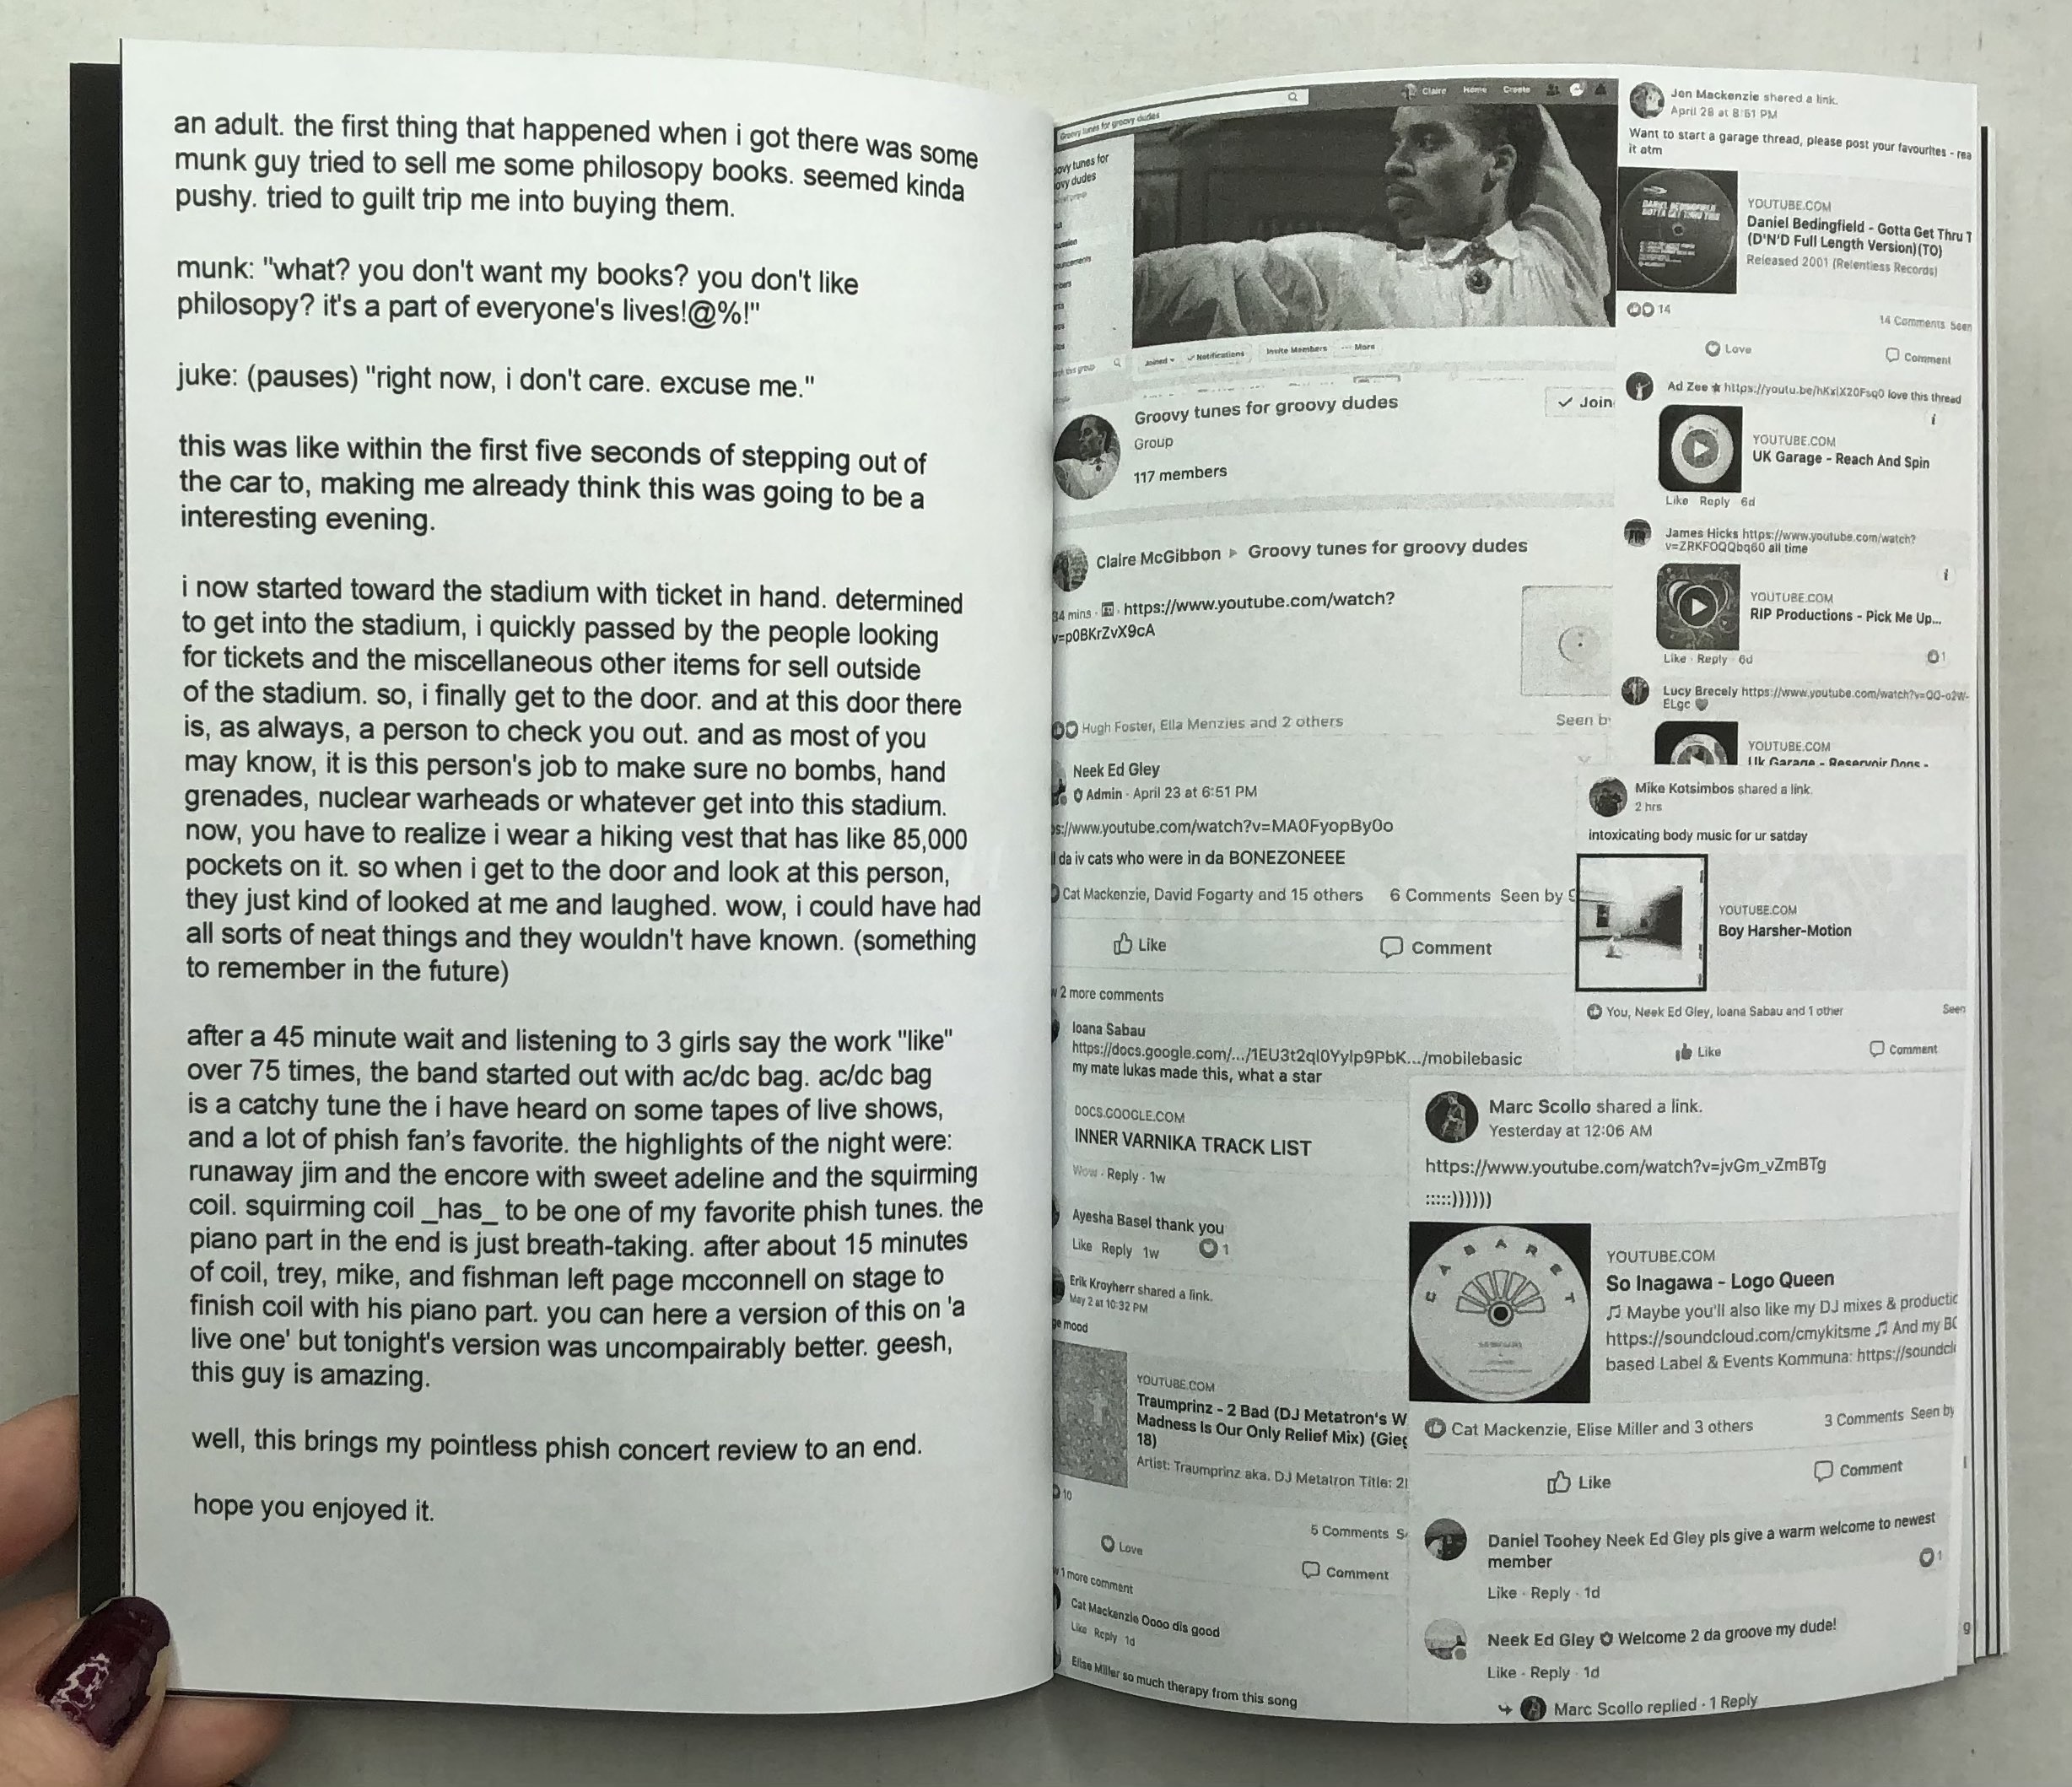 an adult. the first thing that happened when i got there was some
munk guy tried to sell me some philosopy books. seemed kinda
pushy. tried to guilt trip me into buying them.
munk: "what? you don't want my books? you don't like
philosopy? it's a part of everyone's lives!@%!"
juke: (pauses) "right now, i don't care. excuse me."
this was like within the first five seconds of stepping out of
the car to, making me already think this was going to be a
interesting evening.
i now started toward the stadium with ticket in hand. determined
to get into the stadium, i quickly passed by the people looking
for tickets and the miscellaneous other items for sell outside
of the stadium. so, i finally get to the door. and at this door there
is, as always, a person to check you out. and as most of you
may know, it is this person's job to make sure no bombs, hand
grenades, nuclear warheads or whatever get into this stadium.
now, you have to realize i wear a hiking vest that has like 85,000
pockets on it. so when i get to the door and look at this person,
they just kind of looked at me and laughed. wow, i could have had
all sorts of neat things and they wouldn't have known. (something
to remember in the future)
after a 45 minute wait and listening to 3 girls say the work "like"
over 75 times, the band started out with ac/dc bag. ac/dc bag
is a catchy tune the i have heard on some tapes of live shows,
and a lot of phish fan's favorite. the highlights of the night were:
runaway jim and the encore with sweet adeline and the squirming
coil. squirming coil _has_ to be one of my favorite phish tunes. the
piano part in the end is just breath-taking. after about 15 minutes
of coil, trey, mike, and fishman left page mcconnell on stage to
finish coil with his piano part. you can here a version of this on 'a
live one' but tonight's version was uncompairably better. geesh,
this guy is amazing.
well, this brings my pointless phish concert review to an end.
hope you enjoyed it.
Claire Home Create
Groovy tunes for groovy dudes
Joined Notifications Invite Members More
Groovy tunes for groovy dudes
Join
Group
117 members
Claire McGibbon ▸ Groovy tunes for groovy dudes
34 mins · https://www.youtube.com/watch?
v=p0BKrZvX9cA
Hugh Foster, Ella Menzies and 2 others Seen b
Neek Ed Gley
Admin · April 23 at 6:51 PM
s://www.youtube.com/watch?v=MA0FyopBy0o
l da iv cats who were in da BONEZONEEE
Cat Mackenzie, David Fogarty and 15 others 6 Comments Seen by 9
Like Comment
2 more comments
Ioana Sabau
https://docs.google.com/.../1EU3t2ql0Yylp9PbK.../mobilebasic
my mate lukas made this, what a star
DOCS.GOOGLE.COM
INNER VARNIKA TRACK LIST
Wow · Reply · 1w
Ayesha Basel thank you
Like Reply 1w 1
Erik Krayherr shared a link.
May 2 at 10:32 PM
mood
YOUTUBE.COM
Traumprinz - 2 Bad (DJ Metatron's W
Madness Is Our Only Relief Mix) (Gieg
18)
Artist: Traumprinz aka. DJ Metatron Title: 2
10
5 Comments S
Love
Comment
1 more comment
Cat Mackenzie Oooo dis good
Like Reply 1d
Elise Miller so much therapy from this song
Jon Mackenzie shared a link.
April 28 at 8:51 PM
Want to start a garage thread, please post your favourites - rea
it atm
DANIEL BEDINGFIELD
GOTTA GET THRU THIS
YOUTUBE.COM
Daniel Bedingfield - Gotta Get Thru T
(D'N'D Full Length Version)(TO)
Released 2001 (Relentless Records)
14
14 Comments Seen
Love Comment
Ad Zee ★ https://youtu.be/hKxiX20Fsq0 love this thread
YOUTUBE.COM
UK Garage - Reach And Spin
Like Reply 6d
James Hicks https://www.youtube.com/watch?
v=ZRKFOQQbq60 all time
YOUTUBE.COM
RIP Productions - Pick Me Up...
Like · Reply · 6d 1
Lucy Brecely https://www.youtube.com/watch?v=QQ-o2W-
ELgc
YOUTUBE.COM
Uk Garage - Reservoir Dogs -
Mike Kotsimbos shared a link.
2 hrs
intoxicating body music for ur satday
YOUTUBE.COM
Boy Harsher-Motion
You, Neek Ed Gley, Ioana Sabau and 1 other Seen
Like Comment
Marc Scollo shared a link.
Yesterday at 12:06 AM
https://www.youtube.com/watch?v=jvGm_vZmBTg
:::::))))))
CABARET
YOUTUBE.COM
So Inagawa - Logo Queen
♫ Maybe you'll also like my DJ mixes & productic
https://soundcloud.com/cmykitsme ♫ And my BC
based Label & Events Kommuna: https://soundcl
Cat Mackenzie, Elise Miller and 3 others 3 Comments Seen by
Like Comment
Daniel Toohey Neek Ed Gley pls give a warm welcome to newest
member
1
Like · Reply · 1d
Neek Ed Gley Welcome 2 da groove my dude!
Like · Reply · 1d
Marc Scollo replied · 1 Reply